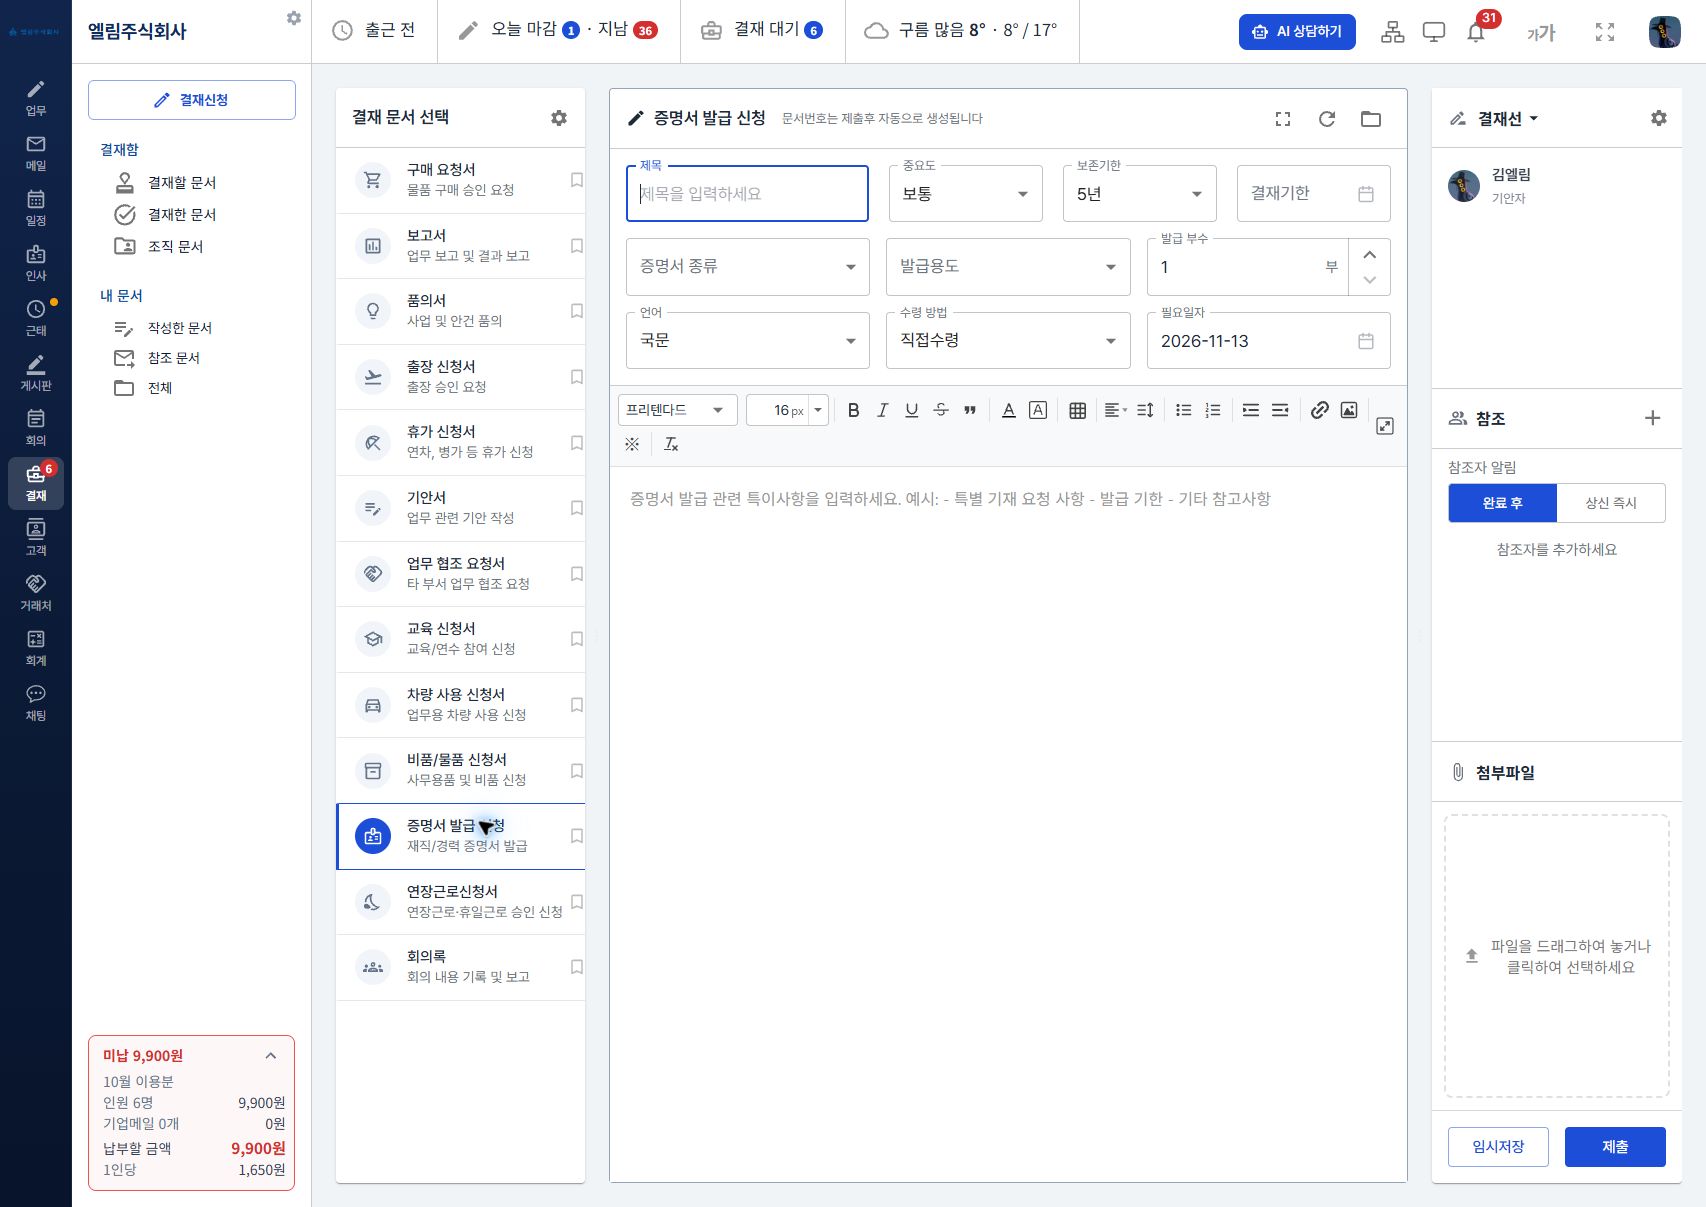 엘림주식회사
업무
메일
일정
인사
근태
게시판
회의
6
결재
고객
거래처
회계
채팅
엘림주식회사
결재신청
결재함
결재할 문서
결재한 문서
조직 문서
내 문서
작성한 문서
참조 문서
전체
미납 9,900원
10월 이용분
인원 6명 9,900원
기업메일 0개 0원
납부할 금액 9,900원
1인당 1,650원
출근 전
오늘 마감 1 · 지남 36
결재 대기 6
구름 많음 8° · 8° / 17°
AI 상담하기
31
가가
결재 문서 선택
구매 요청서
물품 구매 승인 요청
보고서
업무 보고 및 결과 보고
품의서
사업 및 안건 품의
출장 신청서
출장 승인 요청
휴가 신청서
연차, 병가 등 휴가 신청
기안서
업무 관련 기안 작성
업무 협조 요청서
타 부서 업무 협조 요청
교육 신청서
교육/연수 참여 신청
차량 사용 신청서
업무용 차량 사용 신청
비품/물품 신청서
사무용품 및 비품 신청
증명서 발급 신청
재직/경력 증명서 발급
연장근로신청서
연장근로·휴일근로 승인 신청
회의록
회의 내용 기록 및 보고
증명서 발급 신청 문서번호는 제출후 자동으로 생성됩니다
제목
제목을 입력하세요
중요도
보통
보존기한
5년
결재기한
증명서 종류
발급용도
발급 부수
1 부
언어
국문
수령 방법
직접수령
필요일자
2026-11-13
프리텐다드
16 px
증명서 발급 관련 특이사항을 입력하세요. 예시: - 특별 기재 요청 사항 - 발급 기한 - 기타 참고사항
결재선
김엘림
기안자
참조
참조자 알림
완료 후
상신 즉시
참조자를 추가하세요
첨부파일
파일을 드래그하여 놓거나
클릭하여 선택하세요
임시저장
제출